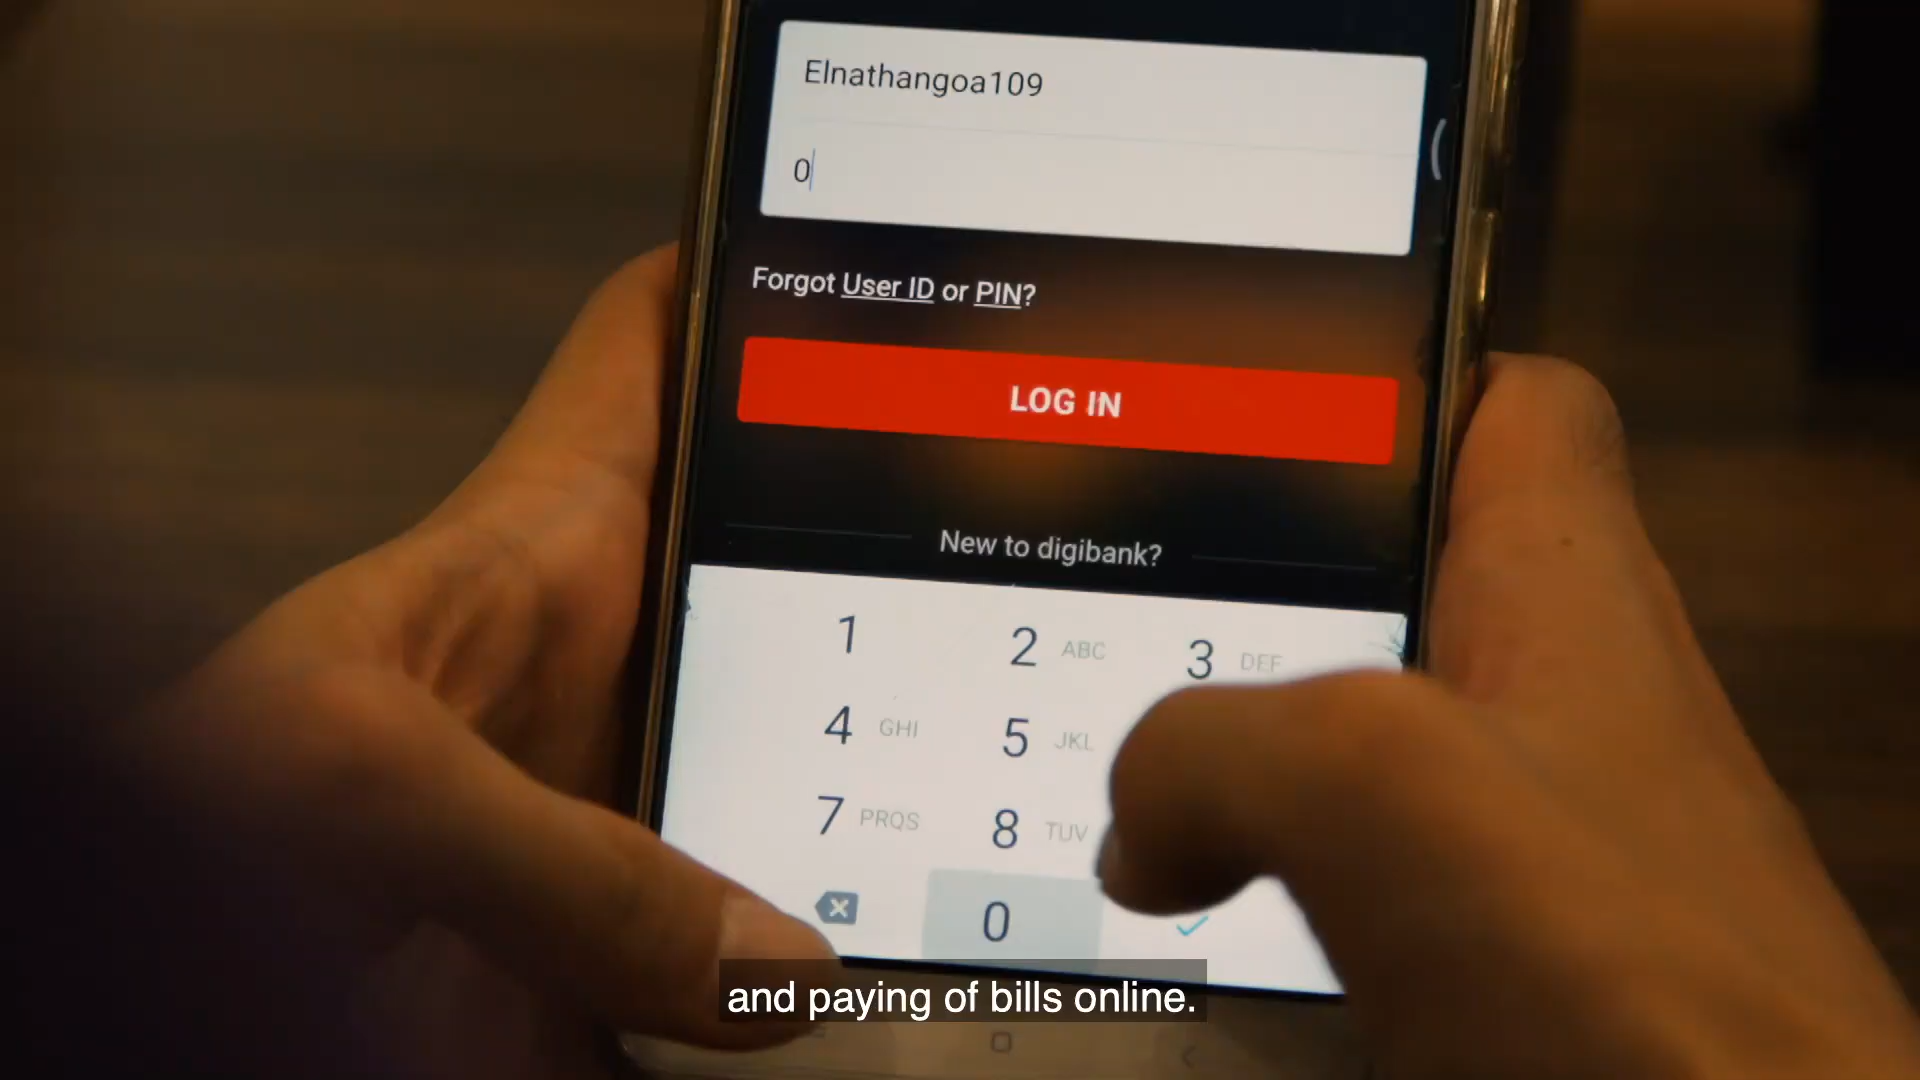 Elnathangoa109
0
Forgot User ID or PIN?
LOG IN
New to digibank?
1 2 ABC 3 DEF
4 GHI 5 JKL
7 PRQS 8 TUV
0
and paying of bills online.